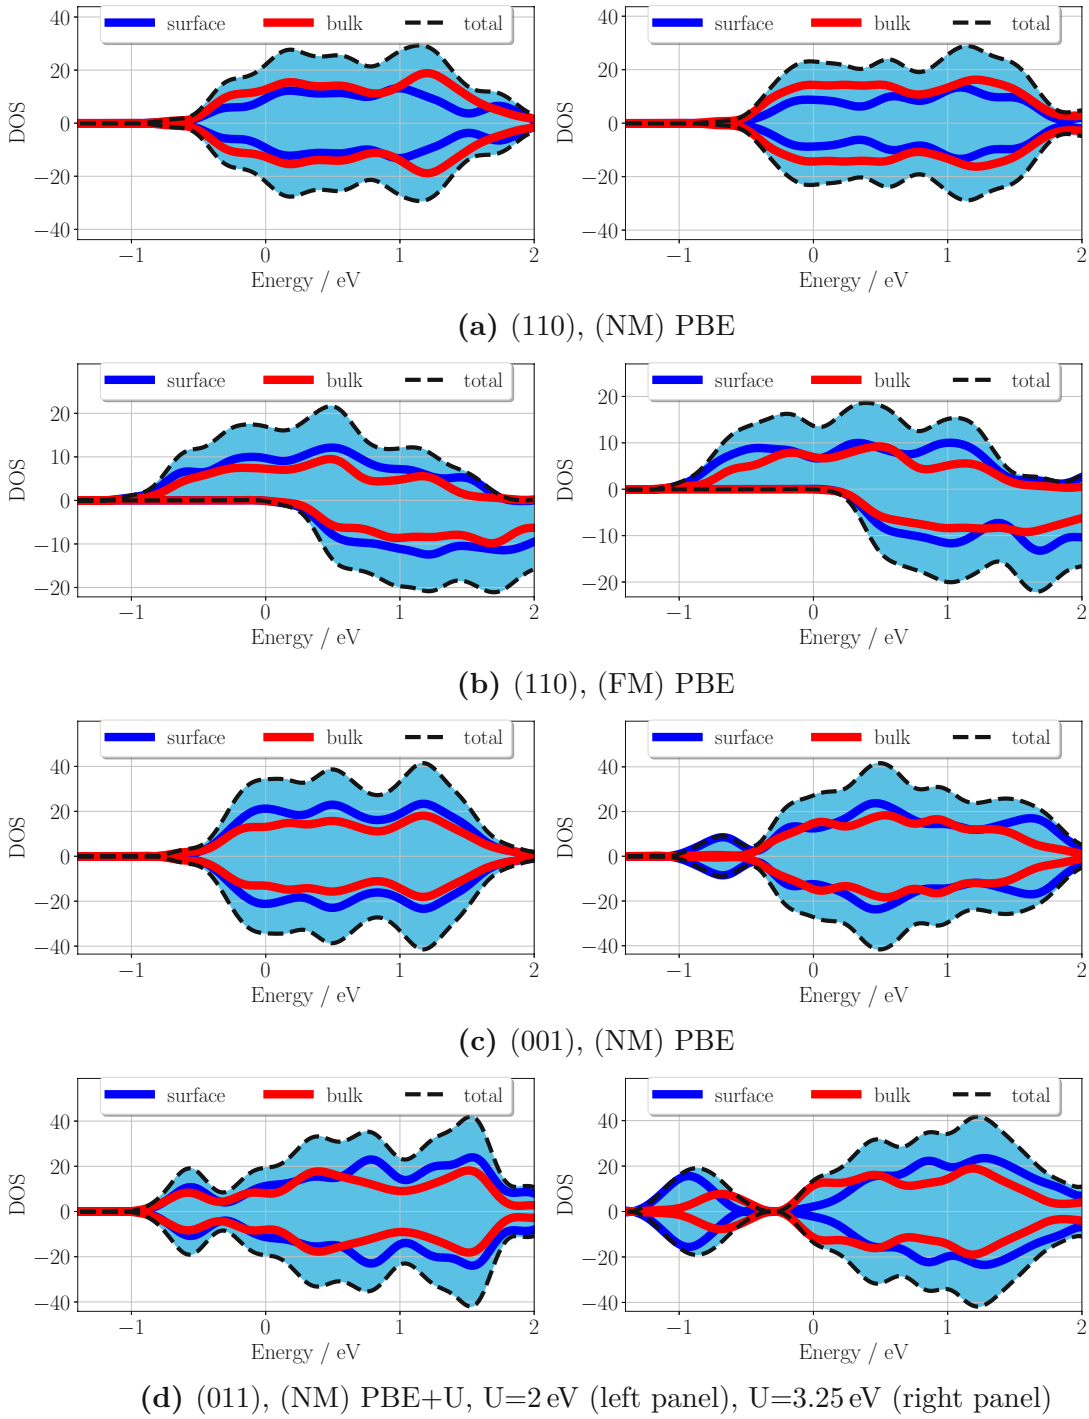 surface bulk total
surface bulk total
40
20
0
−20
−40
DOS
−1 0 1 2
Energy / eV
40
20
0
−20
−40
DOS
−1 0 1 2
Energy / eV
(a) (110), (NM) PBE
surface bulk total
surface bulk total
20
10
0
−10
−20
DOS
−1 0 1 2
Energy / eV
20
10
0
−10
−20
DOS
−1 0 1 2
Energy / eV
(b) (110), (FM) PBE
surface bulk total
surface bulk total
40
20
0
−20
−40
DOS
−1 0 1 2
Energy / eV
40
20
0
−20
−40
DOS
−1 0 1 2
Energy / eV
(c) (001), (NM) PBE
surface bulk total
surface bulk total
40
20
0
−20
−40
DOS
−1 0 1 2
Energy / eV
40
20
0
−20
−40
DOS
−1 0 1 2
Energy / eV
(d) (011), (NM) PBE+U, U=2 eV (left panel), U=3.25 eV (right panel)